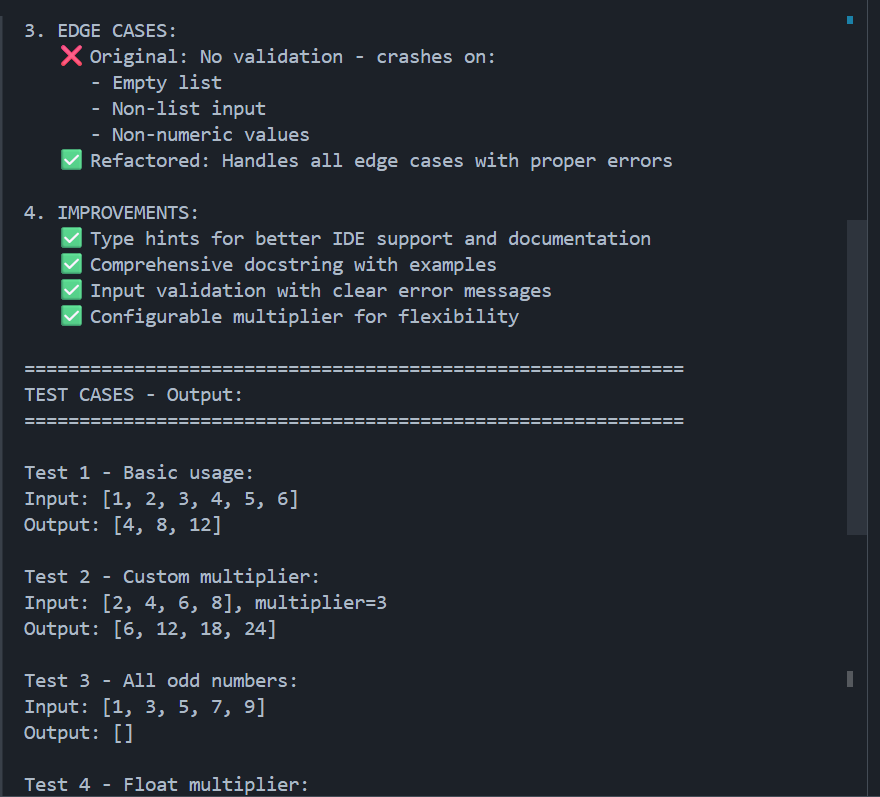 3. EDGE CASES:
❌ Original: No validation - crashes on:
- Empty list
- Non-list input
- Non-numeric values
✅ Refactored: Handles all edge cases with proper errors
4. IMPROVEMENTS:
✅ Type hints for better IDE support and documentation
✅ Comprehensive docstring with examples
✅ Input validation with clear error messages
✅ Configurable multiplier for flexibility
============================================================
TEST CASES - Output:
============================================================
Test 1 - Basic usage:
Input: [1, 2, 3, 4, 5, 6]
Output: [4, 8, 12]
Test 2 - Custom multiplier:
Input: [2, 4, 6, 8], multiplier=3
Output: [6, 12, 18, 24]
Test 3 - All odd numbers:
Input: [1, 3, 5, 7, 9]
Output: []
Test 4 - Float multiplier: